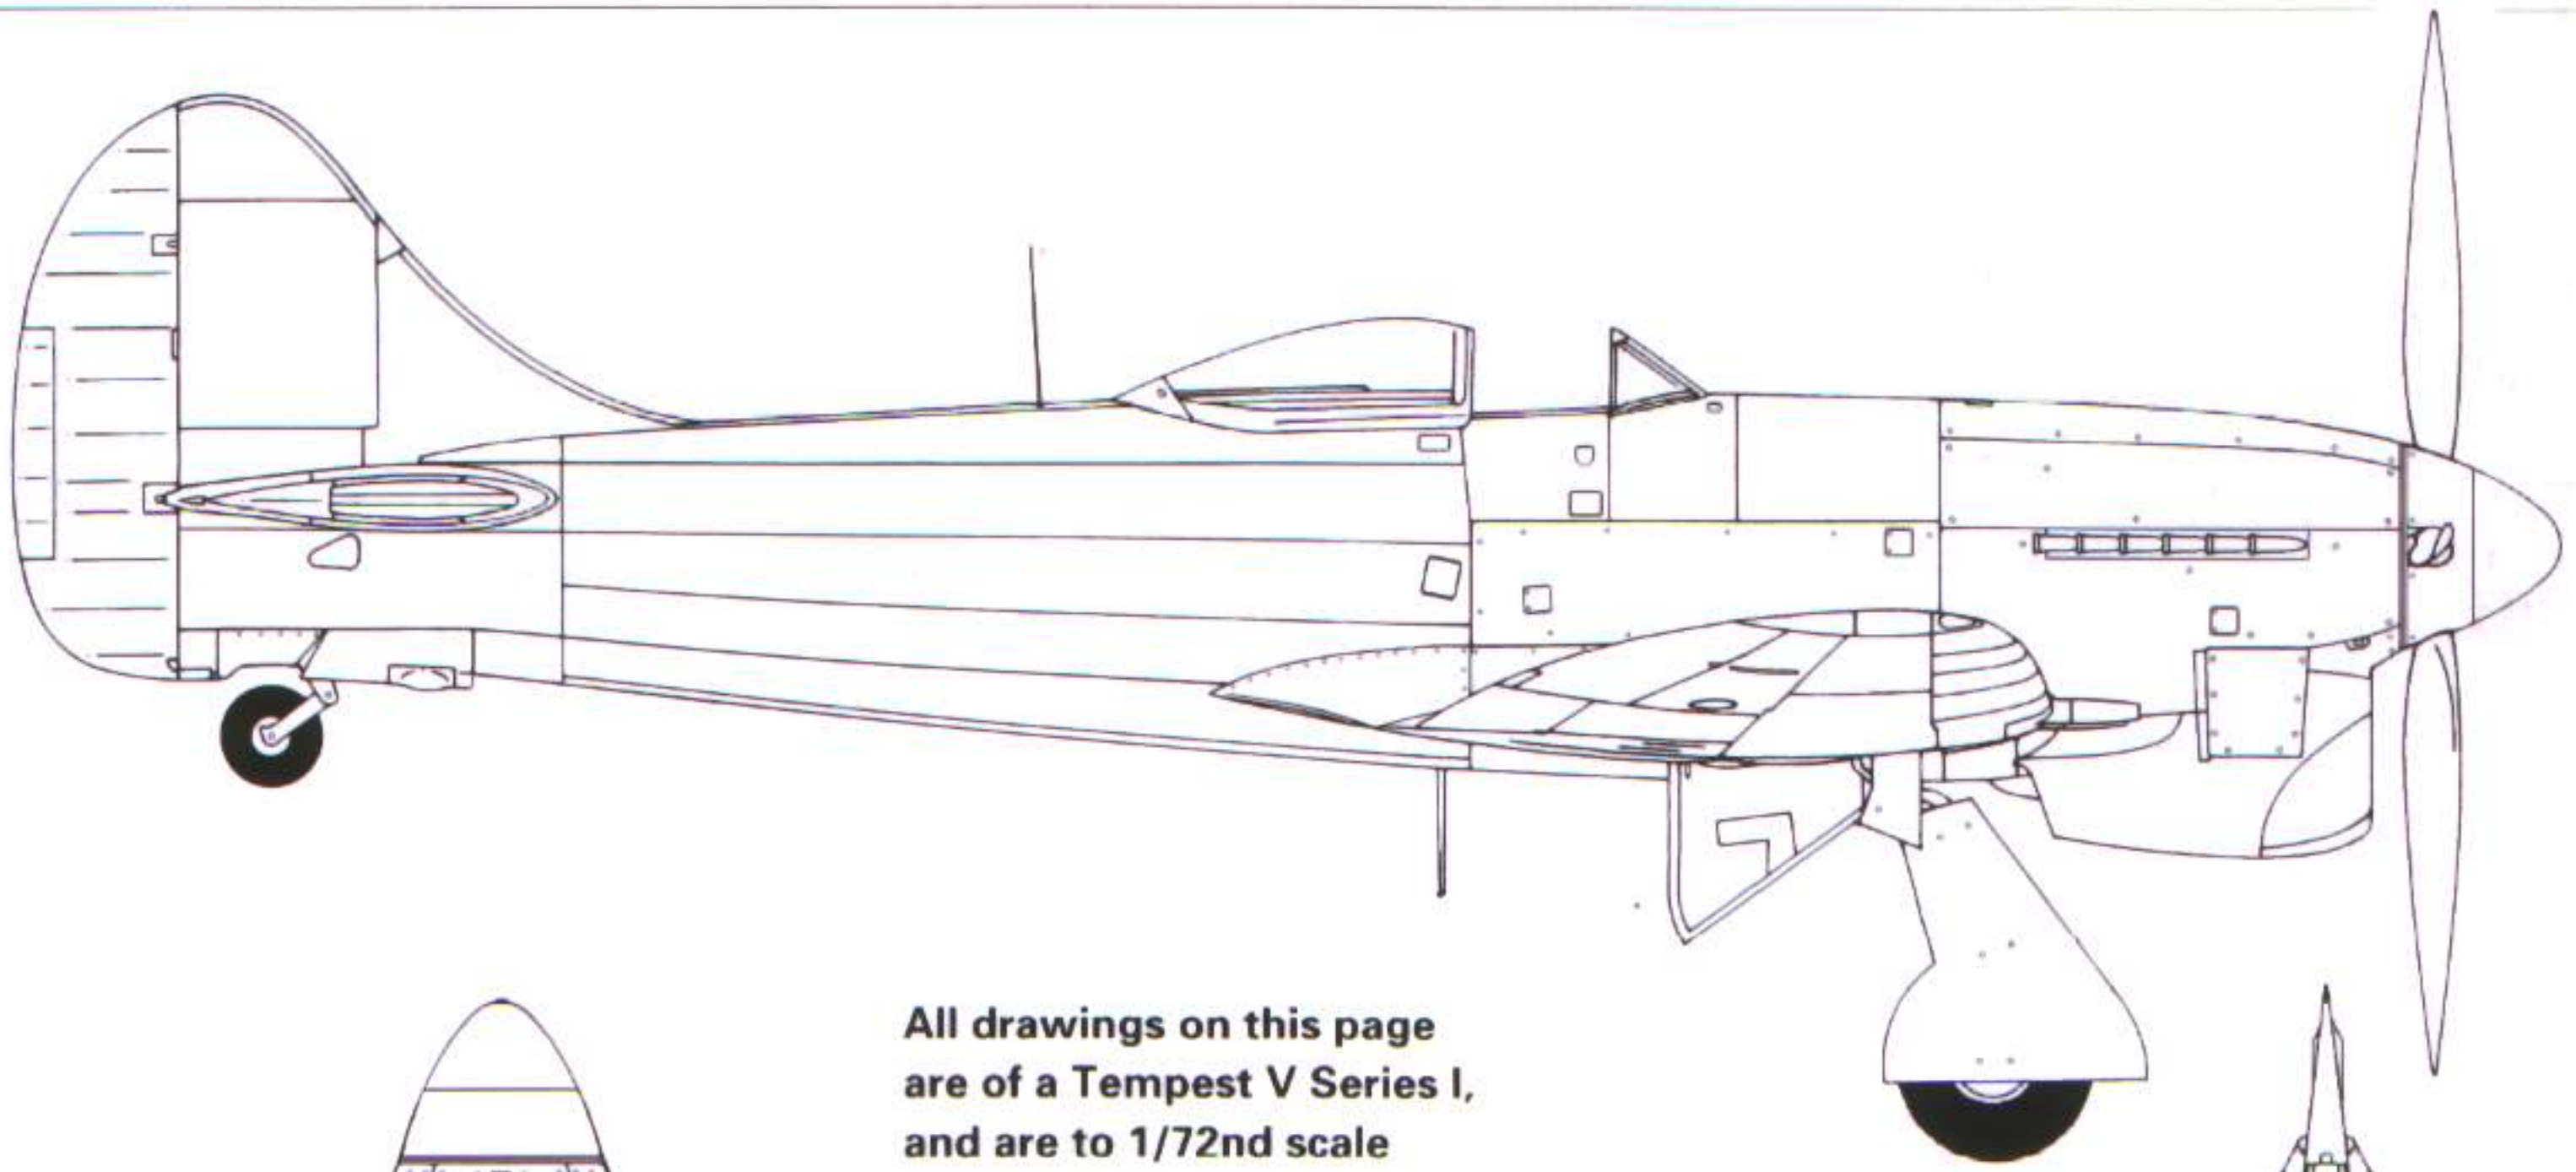 All drawings on this page
are of a Tempest V Series I,
and are to 1/72nd scale